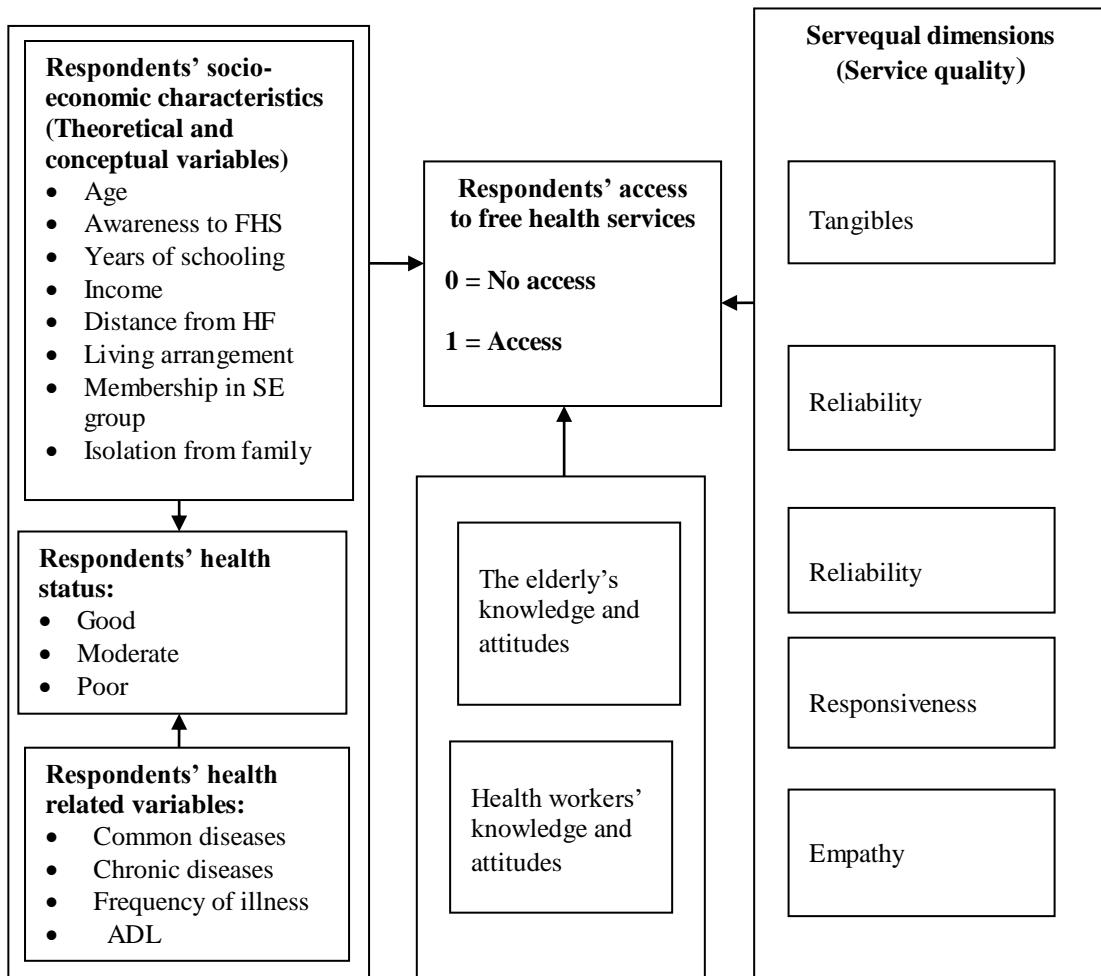 Respondents’ socio-
economic characteristics
(Theoretical and
conceptual variables)
• Age
• Awareness to FHS
• Years of schooling
• Income
• Distance from HF
• Living arrangement
• Membership in SE
group
• Isolation from family
Respondents’ health
status:
• Good
• Moderate
• Poor
Respondents’ health
related variables:
• Common diseases
• Chronic diseases
• Frequency of illness
• ADL
Respondents’ access
to free health services
0 = No access
1 = Access
The elderly’s
knowledge and
attitudes
Health workers’
knowledge and
attitudes
Servequal dimensions
(Service quality)
Tangibles
Reliability
Reliability
Responsiveness
Empathy